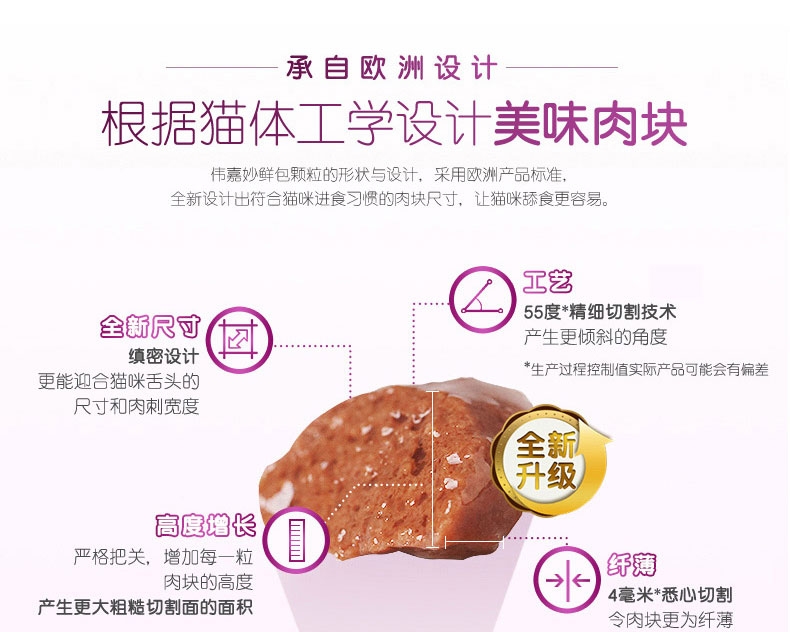 承自欧洲设计
根据猫体工学设计美味肉块
伟嘉妙鲜包颗粒的形状与设计，采用欧洲产品标准，
全新设计出符合猫咪进食习惯的肉块尺寸，让猫咪舔食更容易。
工艺
55度*精细切割技术
产生更倾斜的角度
*生产过程控制值实际产品可能会有偏差
全新尺寸
缜密设计
更能迎合猫咪舌头的
尺寸和肉刺宽度
全新
升级
高度增长
严格把关，增加每一粒
肉块的高度
产生更大粗糙切割面的面积
纤薄
4毫米*悉心切割
令肉块更为纤薄